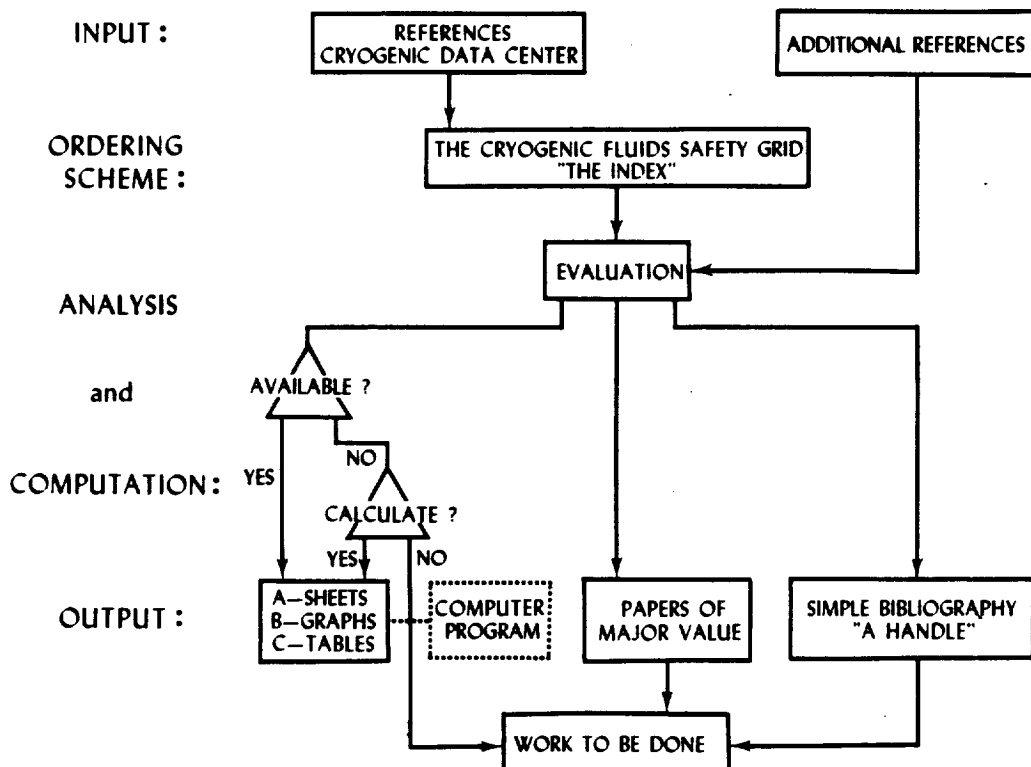 INPUT :
REFERENCES
CRYOGENIC DATA CENTER
ADDITIONAL REFERENCES
ORDERING
SCHEME :
THE CRYOGENIC FLUIDS SAFETY GRID
"THE INDEX"
EVALUATION
ANALYSIS
and
COMPUTATION :
AVAILABLE ?
YES
NO
CALCULATE ?
YES
NO
OUTPUT :
A—SHEETS
B—GRAPHS
C—TABLES
COMPUTER
PROGRAM
PAPERS OF
MAJOR VALUE
SIMPLE BIBLIOGRAPHY
"A HANDLE"
WORK TO BE DONE